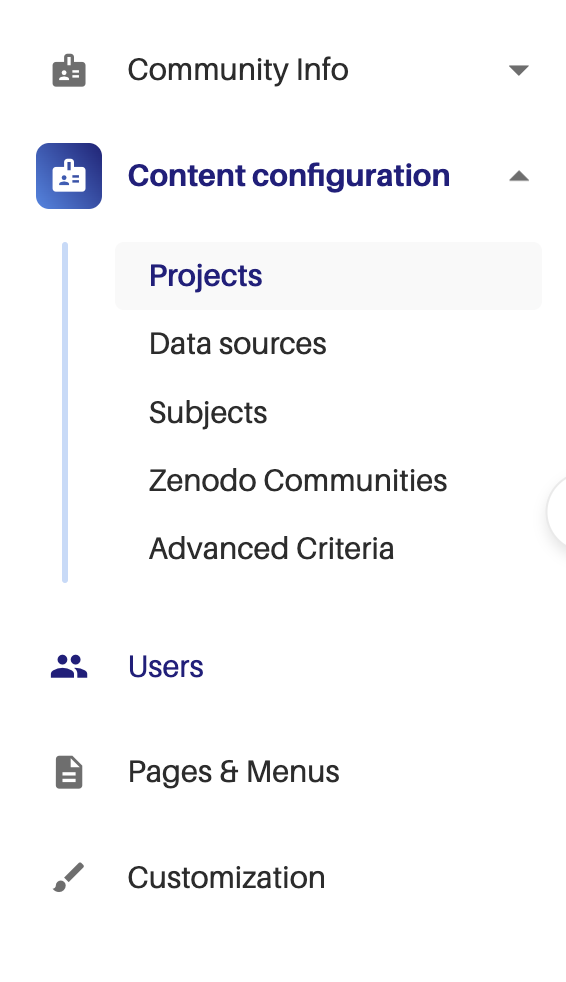 Community Info
Content configuration
Projects
Data sources
Subjects
Zenodo Communities
Advanced Criteria
Users
Pages & Menus
Customization